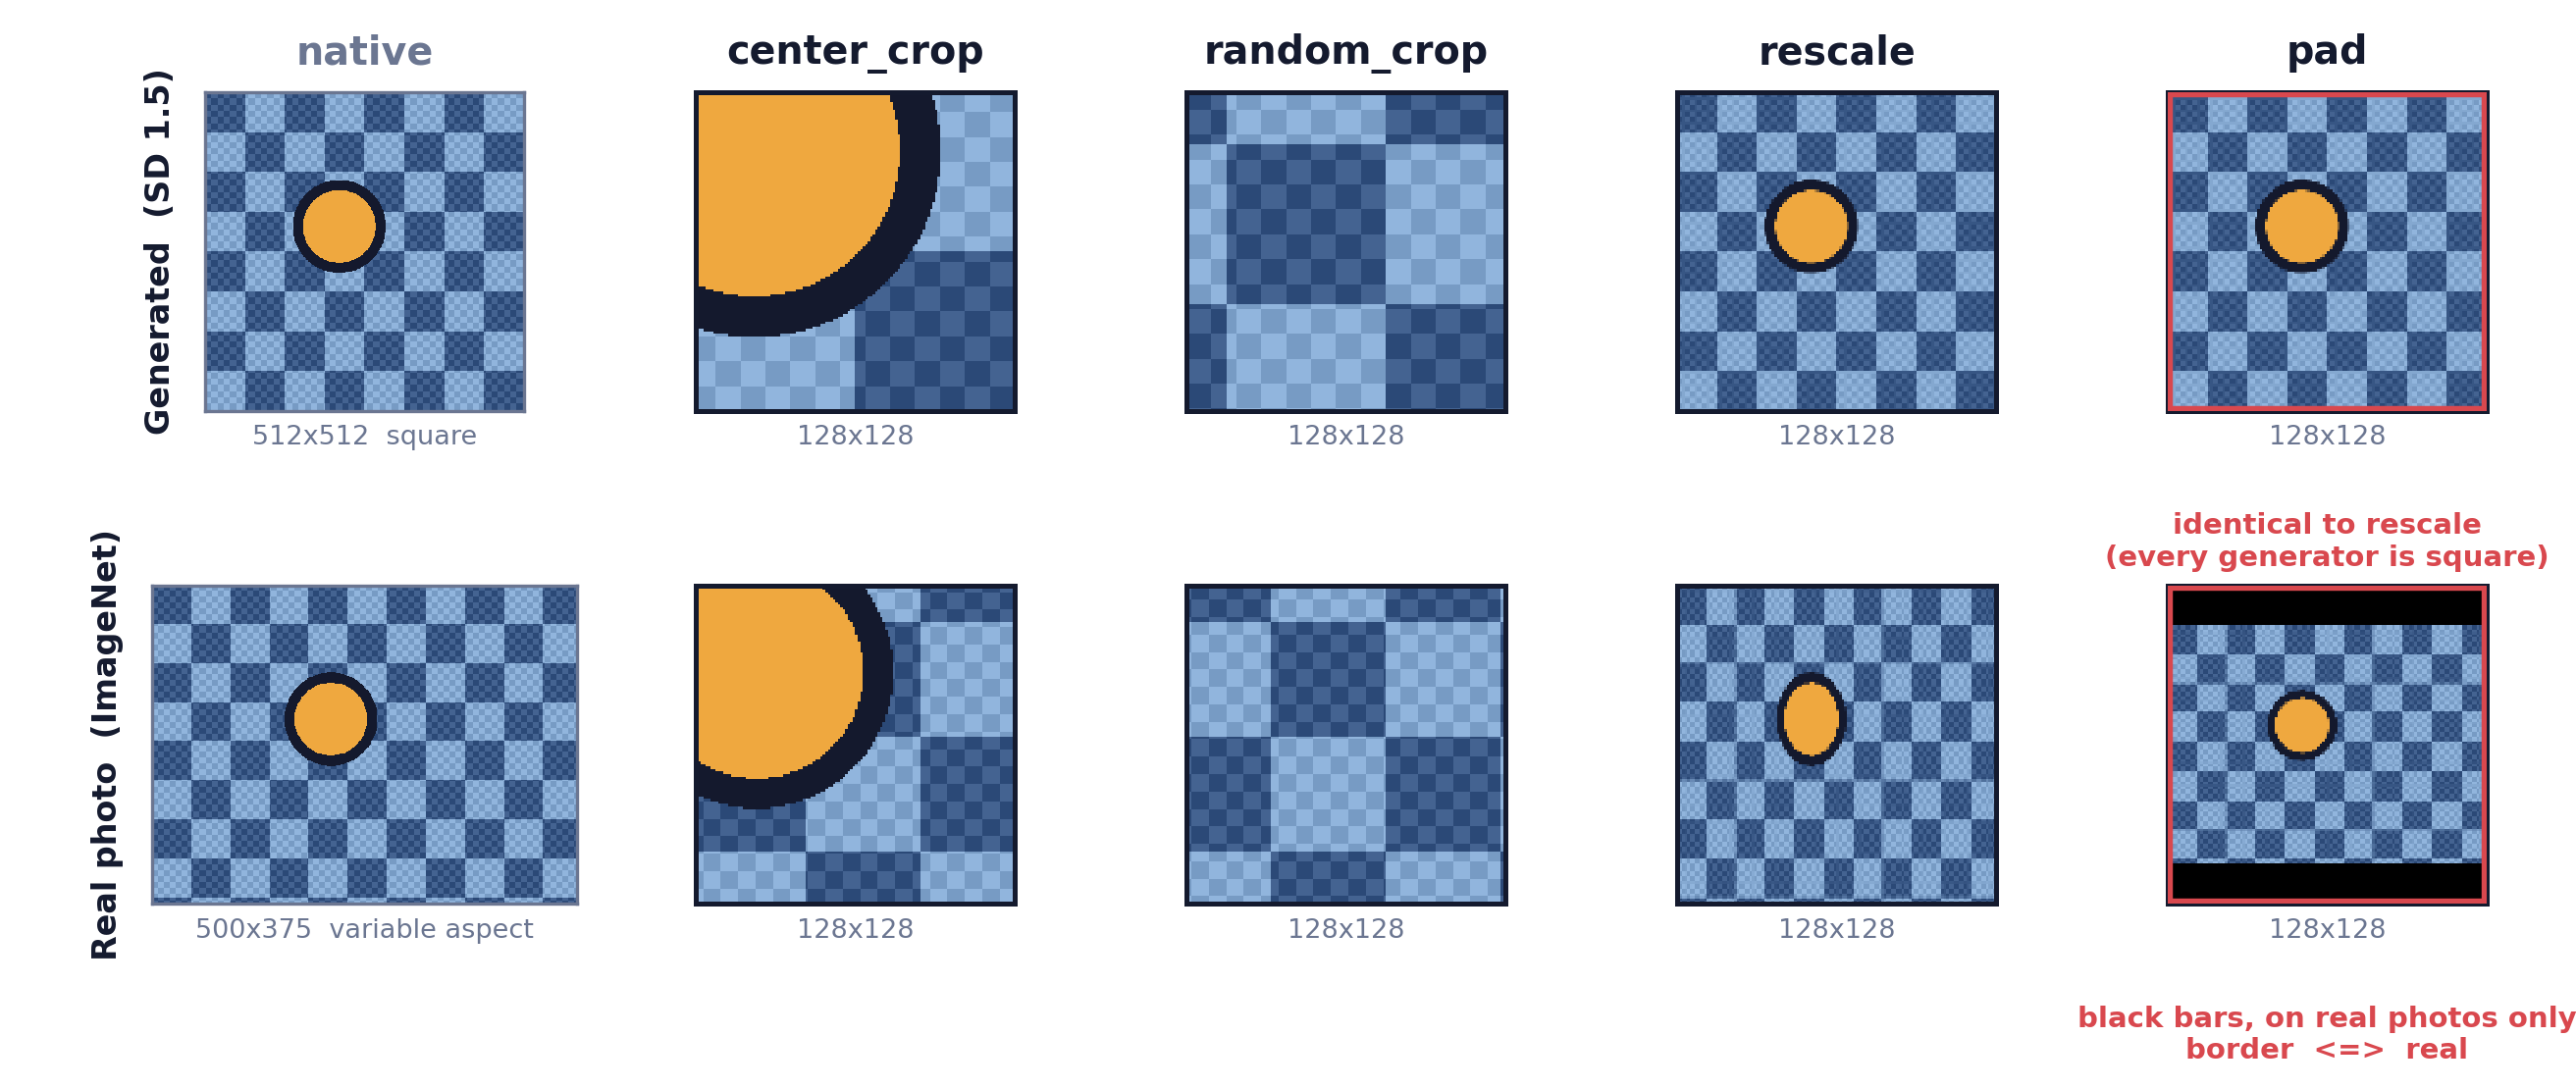 native
center_crop
random_crop
rescale
pad
Generated  (SD 1.5)
512x512  square
128x128
128x128
128x128
128x128
identical to rescale
(every generator is square)
Real photo  (ImageNet)
500x375  variable aspect
128x128
128x128
128x128
128x128
black bars, on real photos only
border  <=>  real